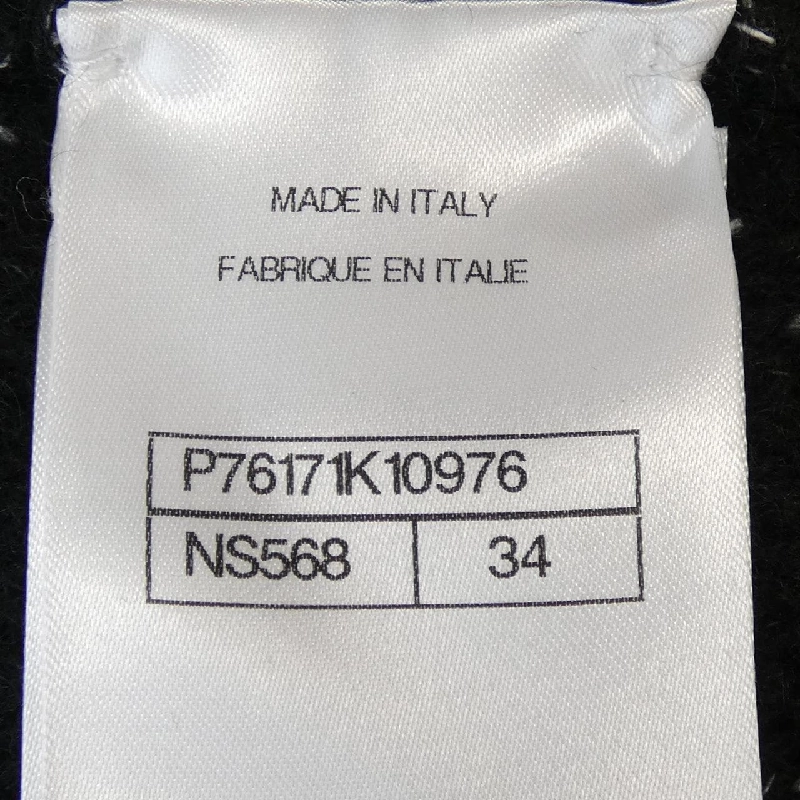 MADE IN ITALY
FABRIQUE EN ITALIE
P76171K10976
NS568 34